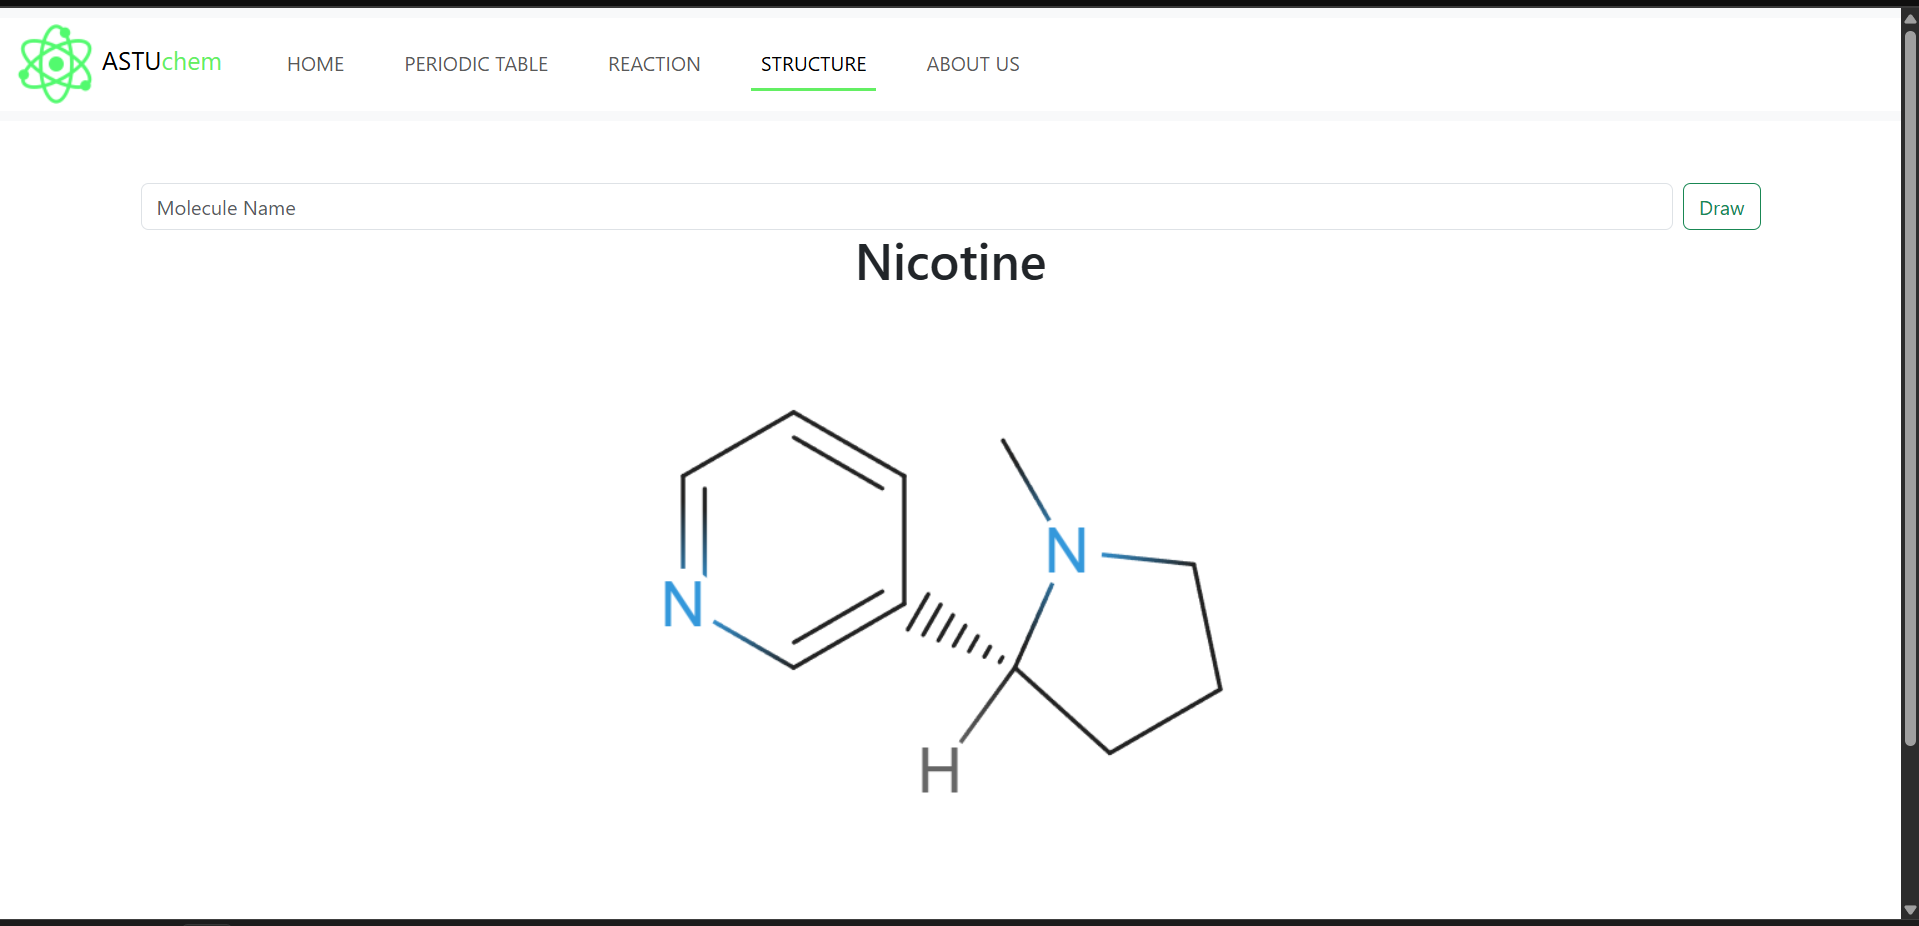 ASTUchem HOME PERIODIC TABLE REACTION STRUCTURE ABOUT US
Molecule Name Draw
Nicotine
N
N
H